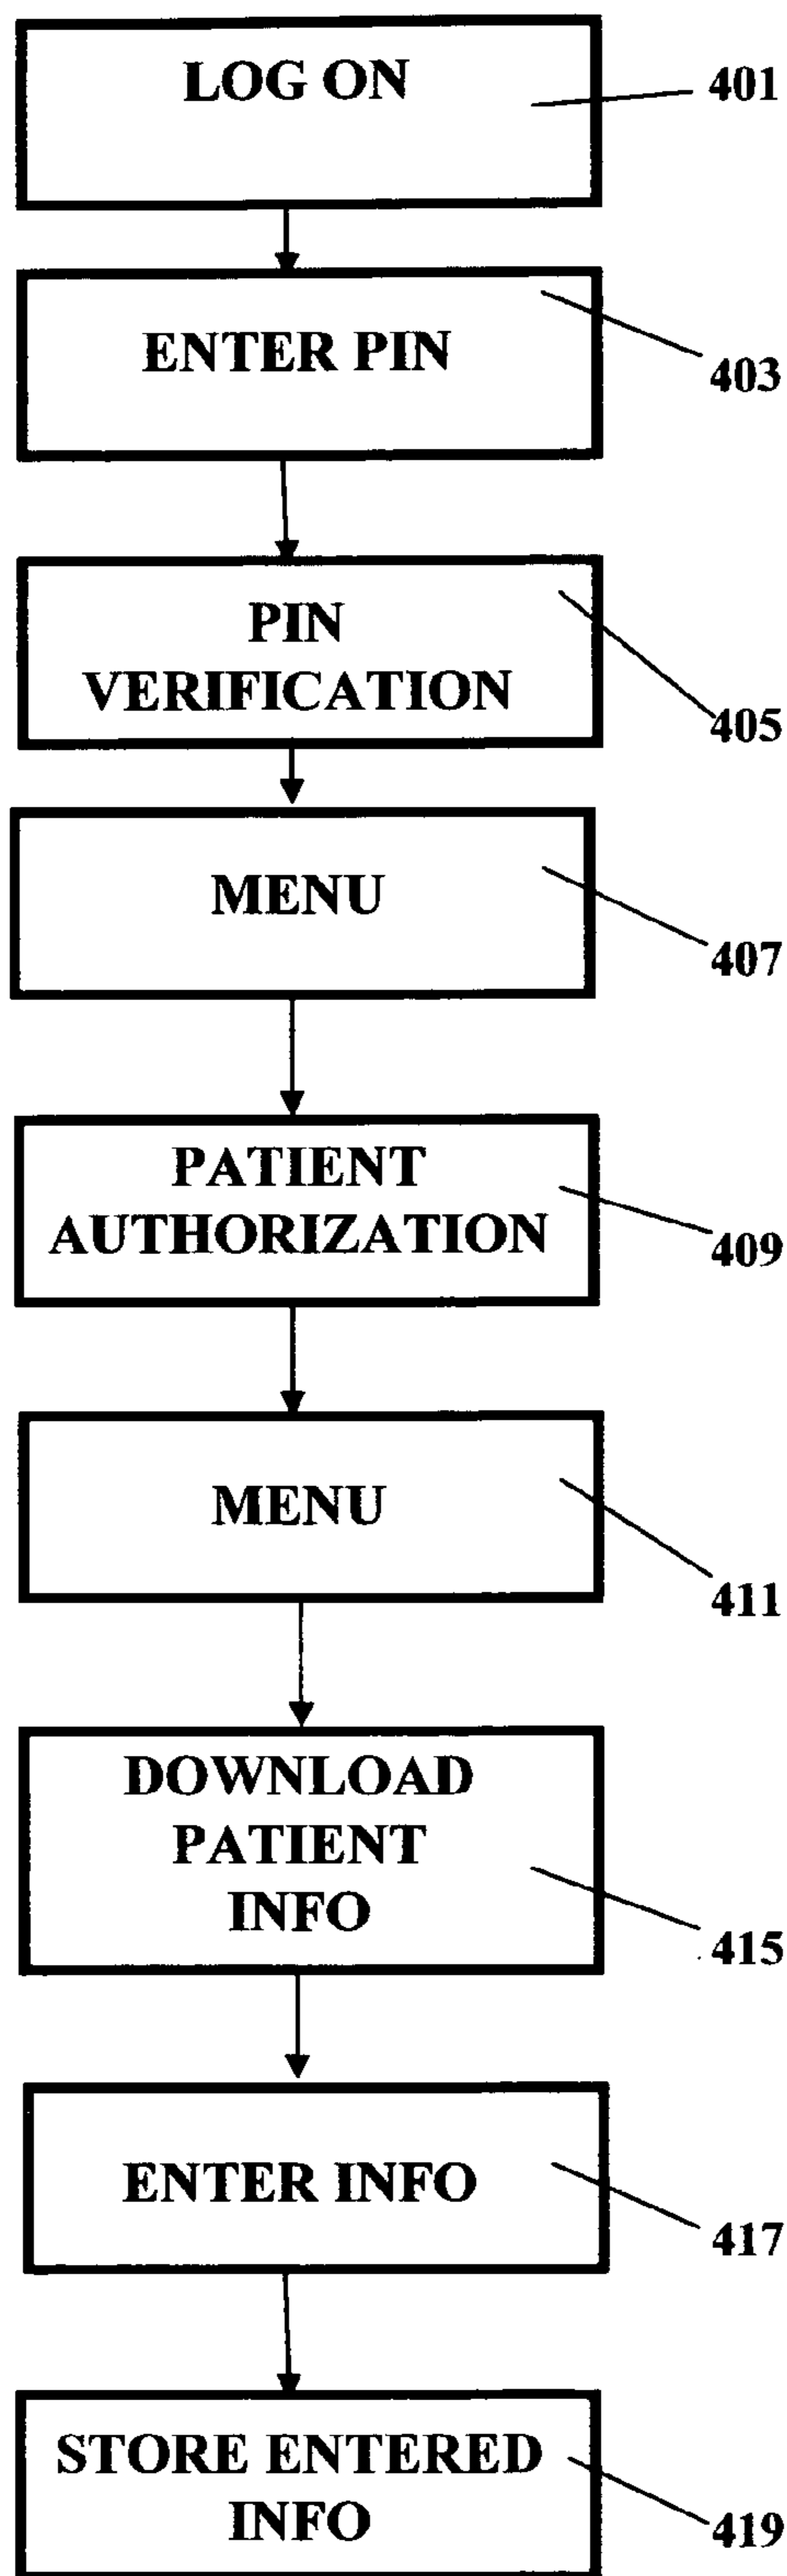 LOG ON
401
ENTER PIN
403
PIN
VERIFICATION
405
MENU
407
PATIENT
AUTHORIZATION
409
MENU
411
DOWNLOAD
PATIENT
INFO
415
ENTER INFO
417
STORE ENTERED
INFO
419